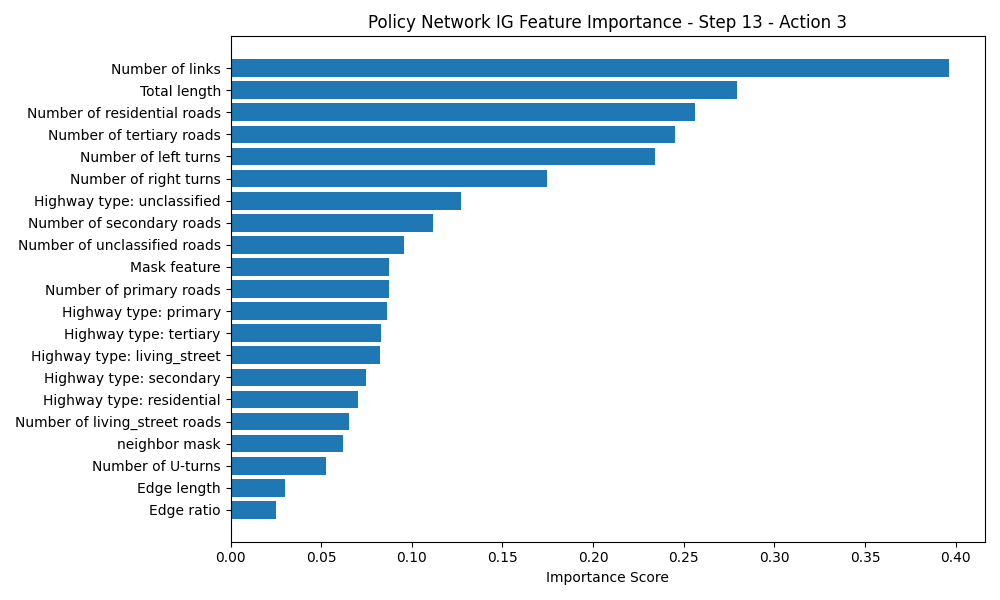 Policy Network IG Feature Importance - Step 13 - Action 3
Number of links
Total length
Number of residential roads
Number of tertiary roads
Number of left turns
Number of right turns
Highway type: unclassified
Number of secondary roads
Number of unclassified roads
Mask feature
Number of primary roads
Highway type: primary
Highway type: tertiary
Highway type: living_street
Highway type: secondary
Highway type: residential
Number of living_street roads
neighbor mask
Number of U-turns
Edge length
Edge ratio
0.00 0.05 0.10 0.15 0.20 0.25 0.30 0.35 0.40
Importance Score